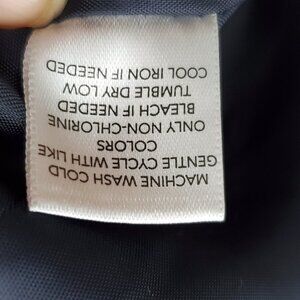 MACHINE WASH COLD
GENTLE CYCLE WITH LIKE
COLORS
ONLY NON-CHLORINE
BLEACH IF NEEDED
TUMBLE DRY LOW
COOL IRON IF NEEDED